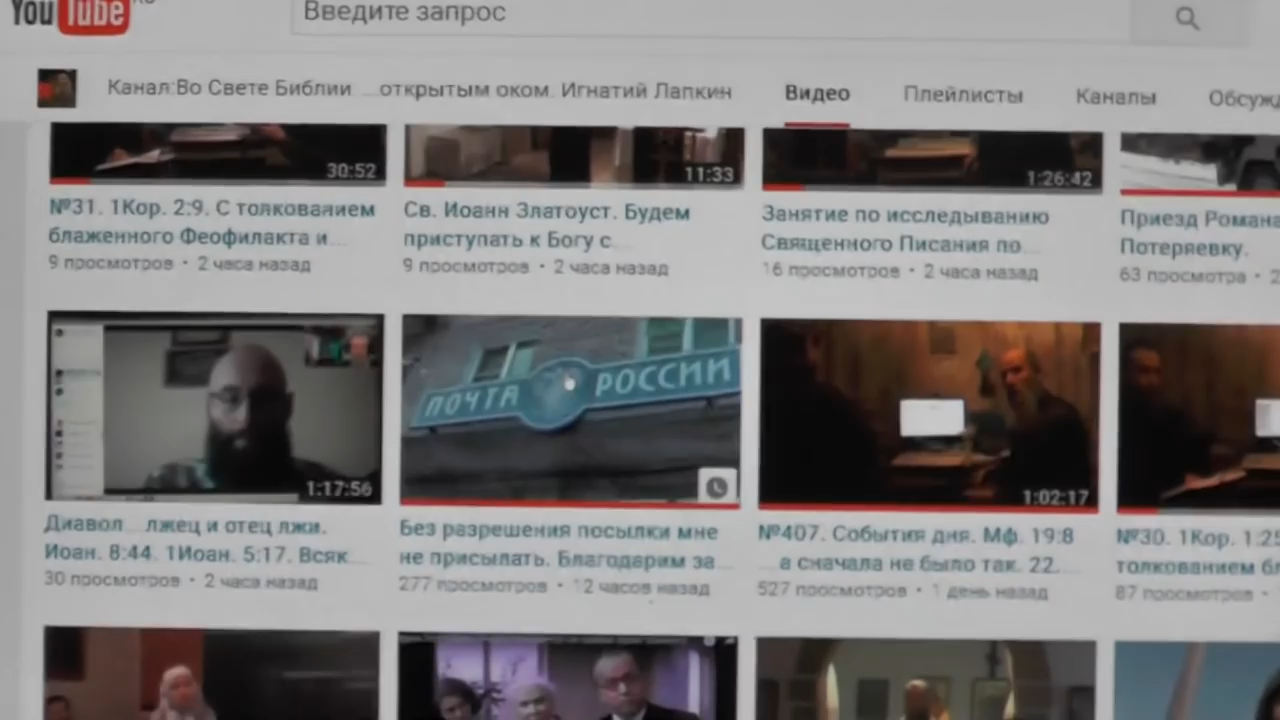 YouTube RU
Введите запрос
Канал:Во Свете Библии ...открытым оком. Игнатий Лапкин
Видео
Плейлисты
Каналы
Обсужд
30:52
11:33
1:26:42
№31. 1Кор. 2:9. С толкованием
блаженного Феофилакта и...
9 просмотров • 2 часа назад
Св. Иоанн Златоуст. Будем
приступать к Богу с...
9 просмотров • 2 часа назад
Занятие по исследыванию
Священного Писания по...
16 просмотров • 2 часа назад
Приезд Романа
Потеряевку.
63 просмотра • 2
1:17:56
ПОЧТА РОССИИ
1:02:17
Диавол ... лжец и отец лжи.
Иоан. 8:44. 1Иоан. 5:17. Всяк...
30 просмотров • 2 часа назад
Без разрешения посылки мне
не присылать. Благодарим за...
277 просмотров • 12 часов назад
№407. События дня. Мф. 19:8
... а сначала не было так. 22.
527 просмотров • 1 день назад
№30. 1Кор. 1:25
толкованием бл
87 просмотров •